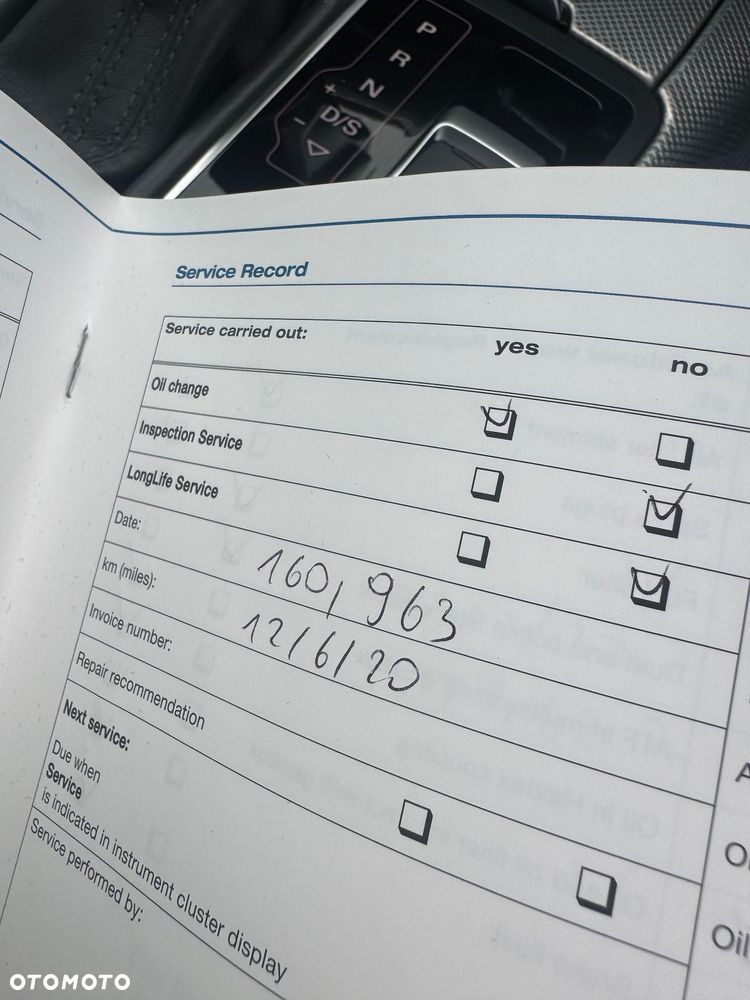 P
R
N
+
D/S
-
Service Record
Service carried out: yes no
Oil change
Inspection Service
LongLife Service
Date: 160,963
km (miles): 12/6/20
Invoice number:
Repair recommendation
Next service:
Due when
Service
is indicated in instrument cluster display
Service performed by:
Oil
OTOMOTO